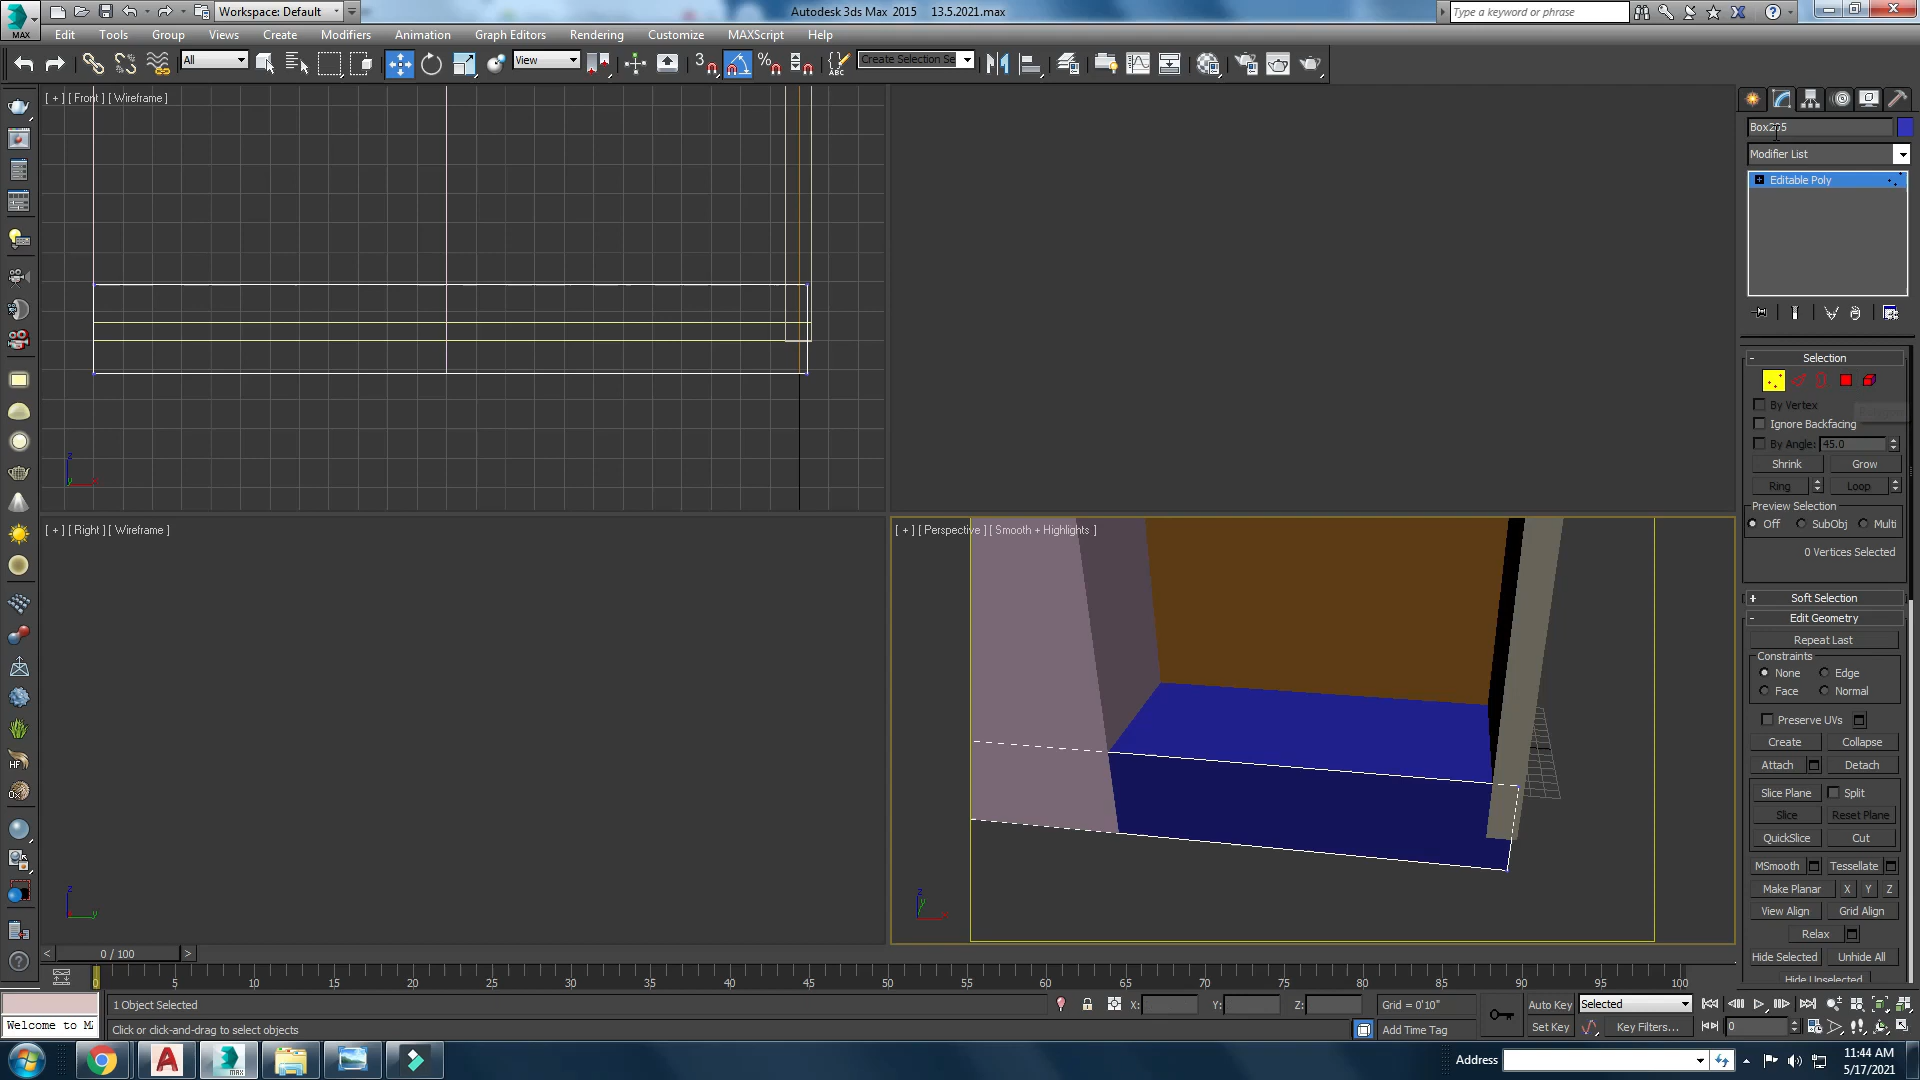 MAX
Workspace: Default
Autodesk 3ds Max 2015    13.5.2021.max
Type a keyword or phrase
Edit Tools Group Views Create Modifiers Animation Graph Editors Rendering Customize MAXScript Help
All
View
3
Create Selection Se
[ + ] [ Front ] [ Wireframe ]
Box295
Modifier List
Editable Poly
Selection
By Vertex
Ignore Backfacing
By Angle: 45.0
Shrink Grow
Ring Loop
Preview Selection
Off SubObj Multi
0 Vertices Selected
[ + ] [ Right ] [ Wireframe ]
[ + ] [ Perspective ] [ Smooth + Highlights ]
Soft Selection
Edit Geometry
Repeat Last
Constraints
None Edge
Face Normal
Preserve UVs
Create Collapse
Attach Detach
Slice Plane Split
Slice Reset Plane
QuickSlice Cut
MSmooth Tessellate
Make Planar X Y Z
View Align Grid Align
Relax
Hide Selected Unhide All
Hide Unselected
HF
z
x
y
0 / 100
0 5 10 15 20 25 30 35 40 45 50 55 60 65 70 75 80 85 90 95 100
1 Object Selected
X: Y: Z:
Grid = 0'10"
Auto Key Selected
Welcome to M
Click or click-and-drag to select objects
Add Time Tag
Set Key Key Filters... 0
Address
11:44 AM
5/17/2021